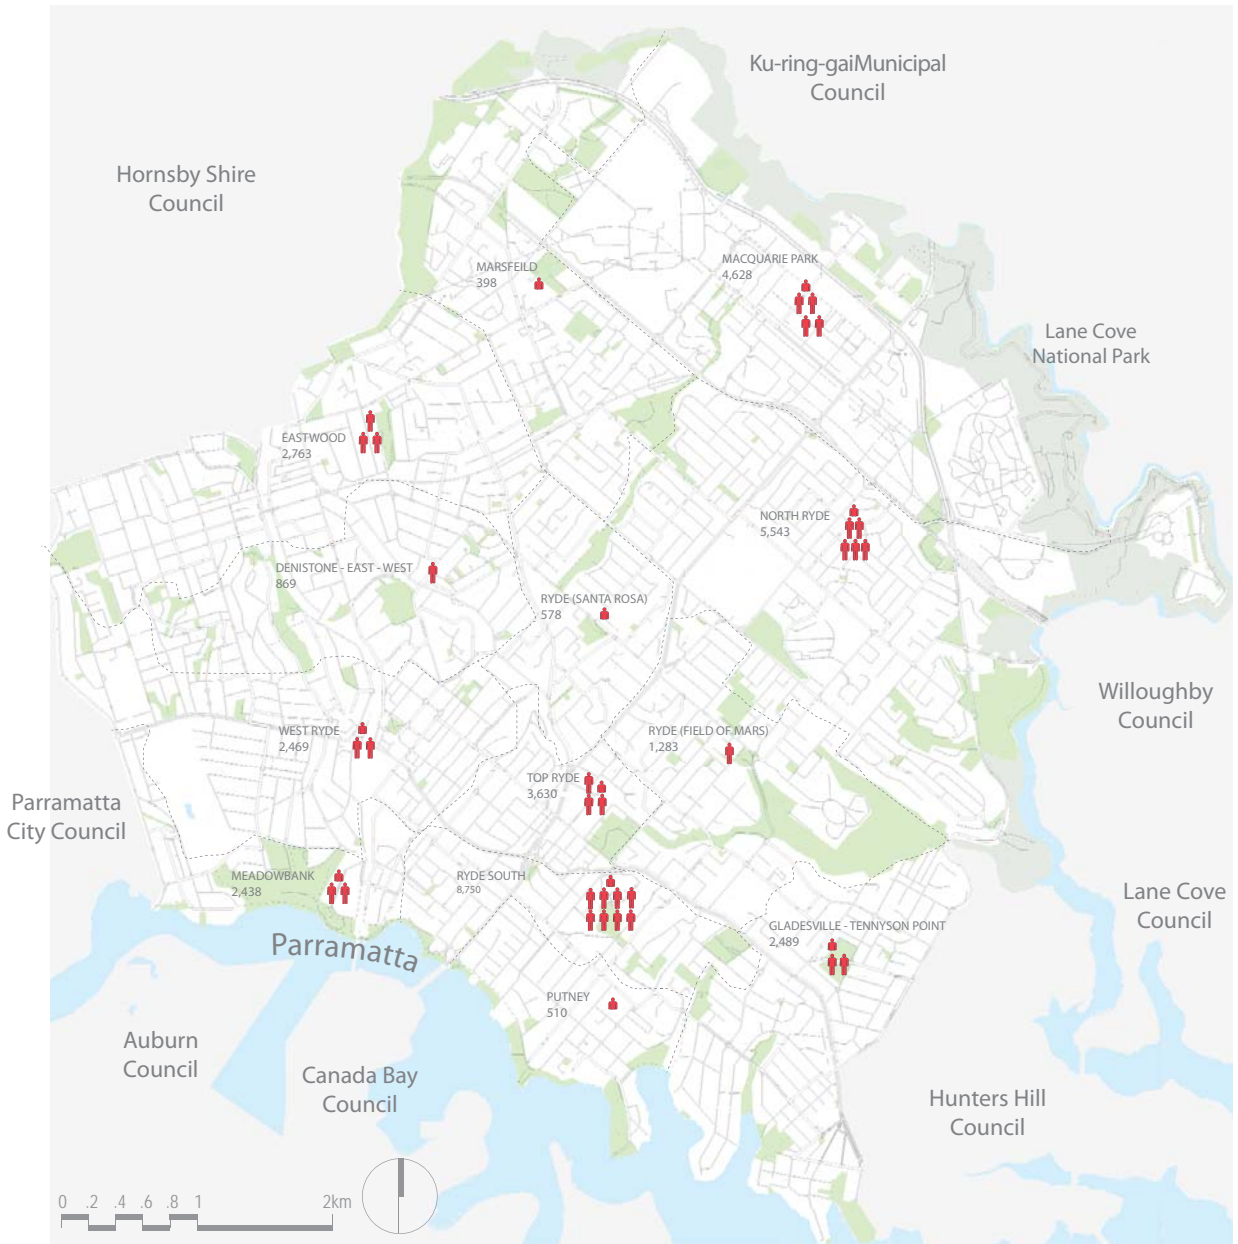 Ku-ring-gaiMunicipal
Council
Hornsby Shire
Council
MARSFEILD
398
MACQUARIE PARK
4,628
Lane Cove
National Park
EASTWOOD
2,763
NORTH RYDE
5,543
DENISTONE - EAST - WEST
869
RYDE (SANTA ROSA)
578
Willoughby
Council
WEST RYDE
2,469
RYDE (FIELD OF MARS)
1,283
TOP RYDE
3,630
Parramatta
City Council
MEADOWBANK
2,438
RYDE SOUTH
8,750
Lane Cove
Council
GLADESVILLE - TENNYSON POINT
2,489
Parramatta
PUTNEY
510
Auburn
Council
Canada Bay
Council
Hunters Hill
Council
0 .2 .4 .6 .8 1 2km